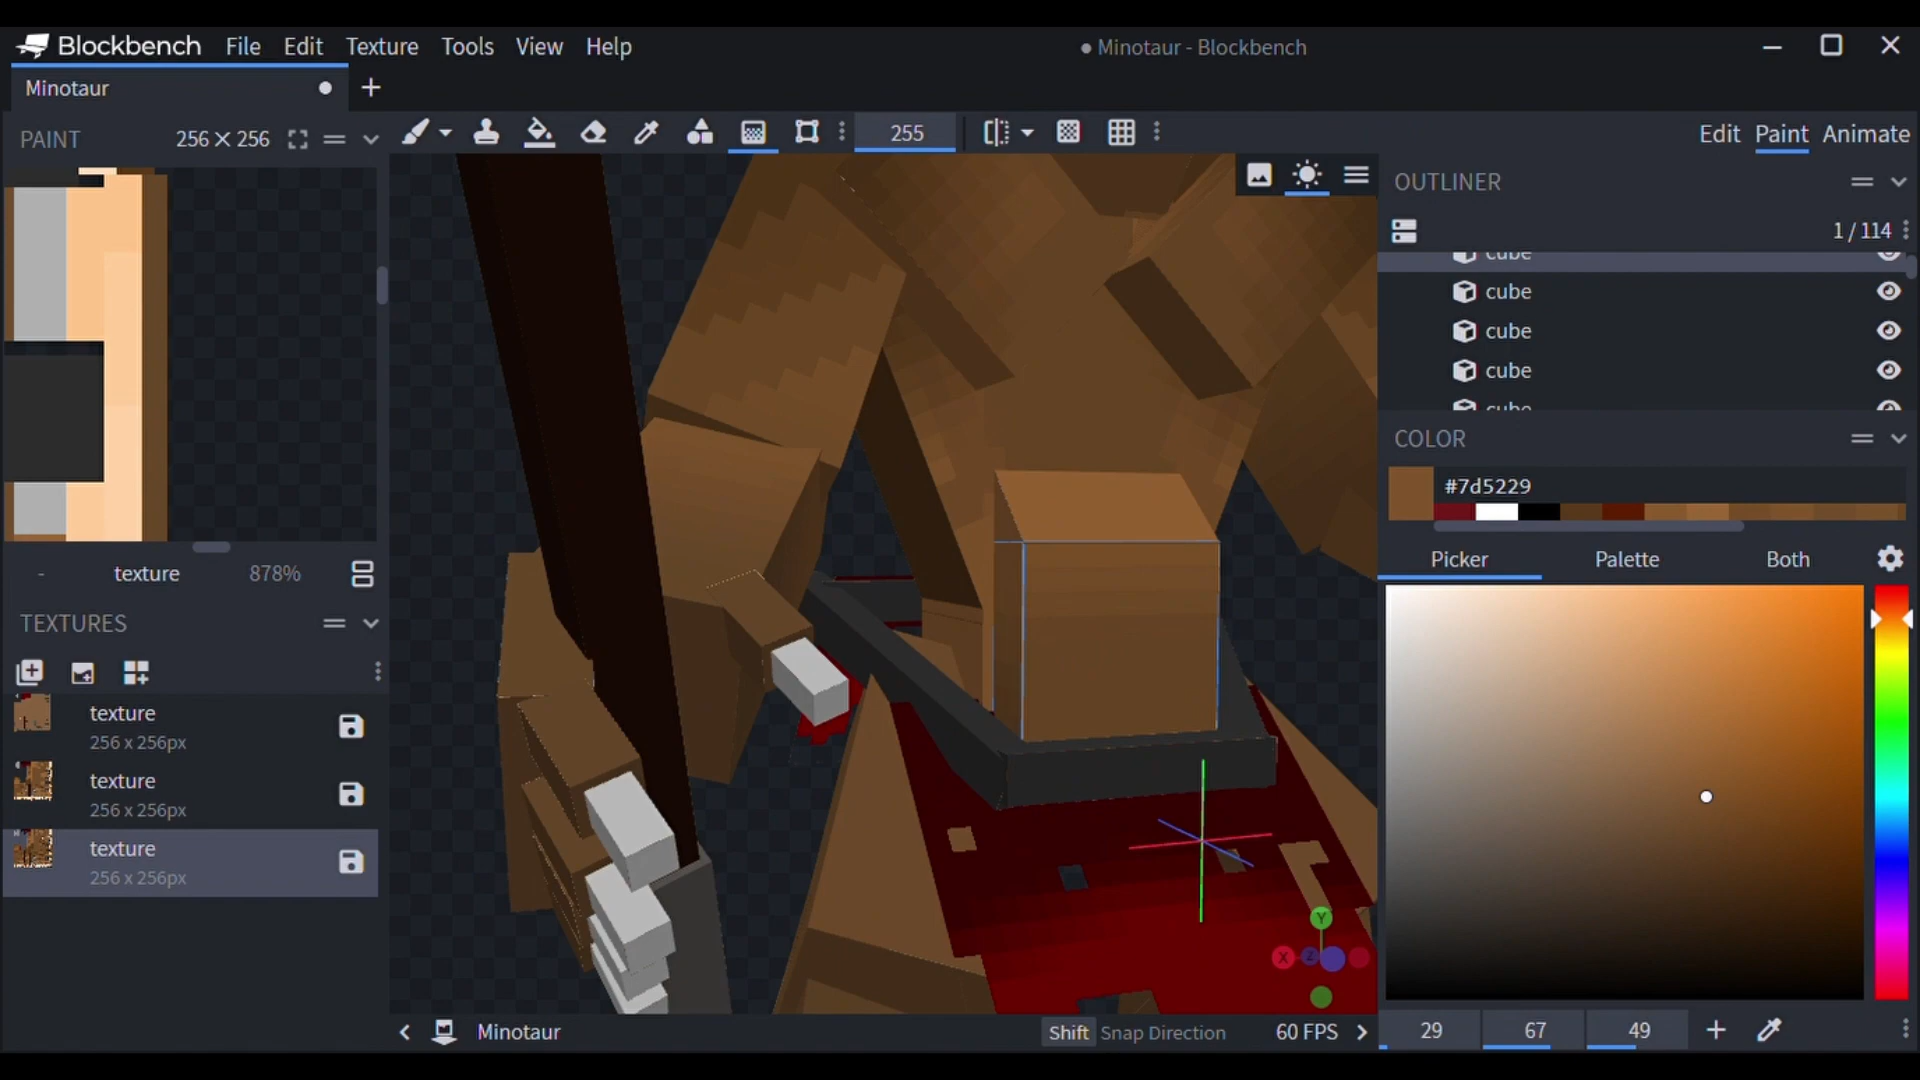 Blockbench File Edit Texture Tools View Help
● Minotaur - Blockbench
Minotaur
PAINT 256 × 256
255
Edit Paint Animate
OUTLINER
1 / 114
cube
cube
cube
cube
cube
COLOR
#7d5229
Picker Palette Both
- texture 878%
TEXTURES
texture
256 x 256px
texture
256 x 256px
texture
256 x 256px
Y
X
Z
Minotaur
Shift Snap Direction 60 FPS
29 67 49